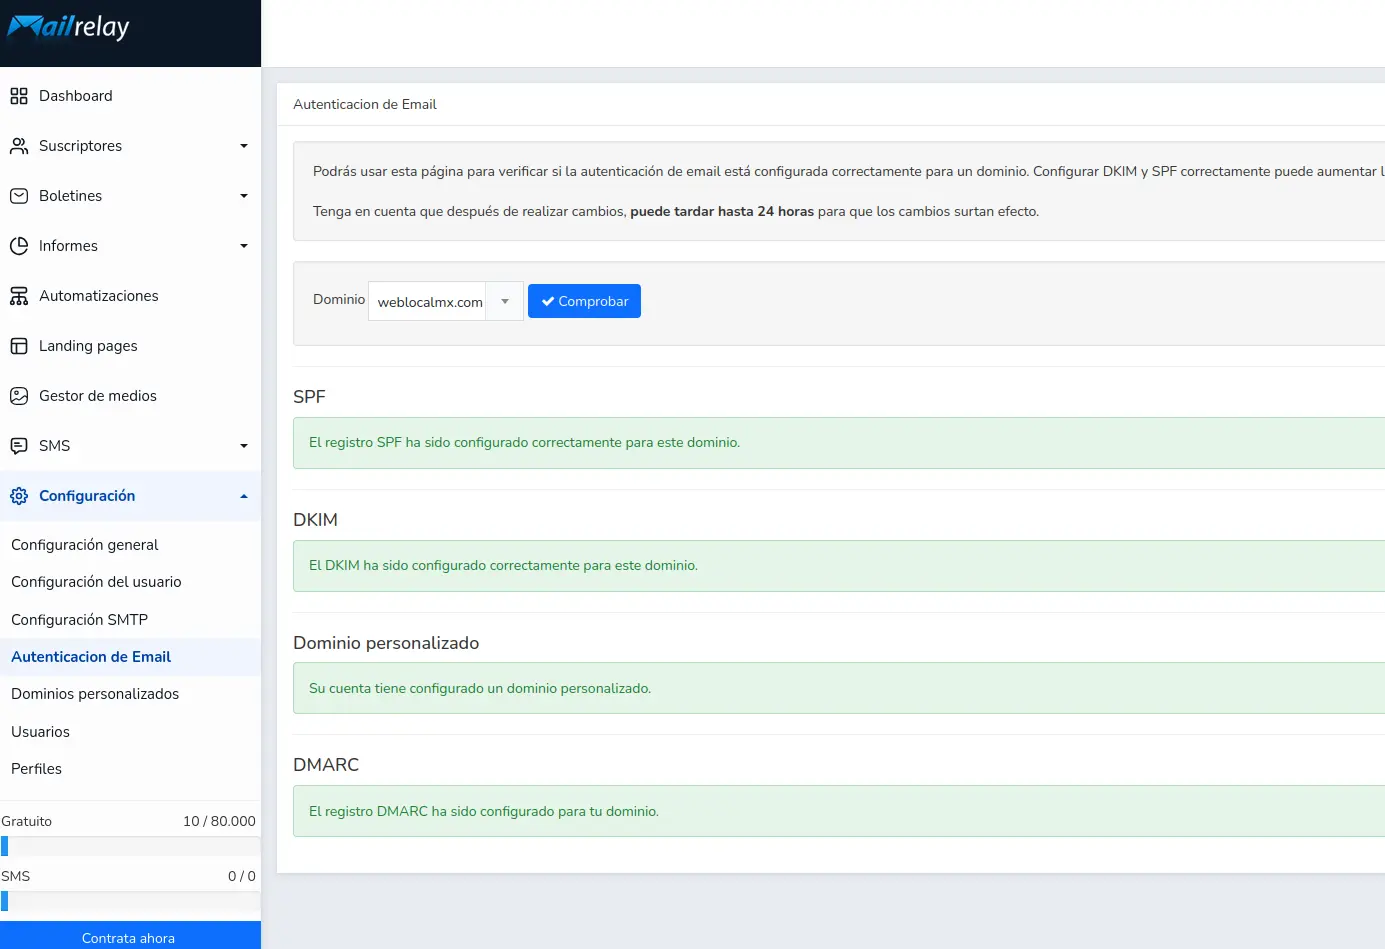 Mailrelay
Dashboard
Suscriptores
Boletines
Informes
Automatizaciones
Landing pages
Gestor de medios
SMS
Configuración
Configuración general
Configuración del usuario
Configuración SMTP
Autenticacion de Email
Dominios personalizados
Usuarios
Perfiles
Gratuito 10 / 80.000
SMS 0 / 0
Contrata ahora
Autenticacion de Email
Podrás usar esta página para verificar si la autenticación de email está configurada correctamente para un dominio. Configurar DKIM y SPF correctamente puede aumentar
Tenga en cuenta que después de realizar cambios, puede tardar hasta 24 horas para que los cambios surtan efecto.
Dominio weblocalmx.com Comprobar
SPF
El registro SPF ha sido configurado correctamente para este dominio.
DKIM
El DKIM ha sido configurado correctamente para este dominio.
Dominio personalizado
Su cuenta tiene configurado un dominio personalizado.
DMARC
El registro DMARC ha sido configurado para tu dominio.